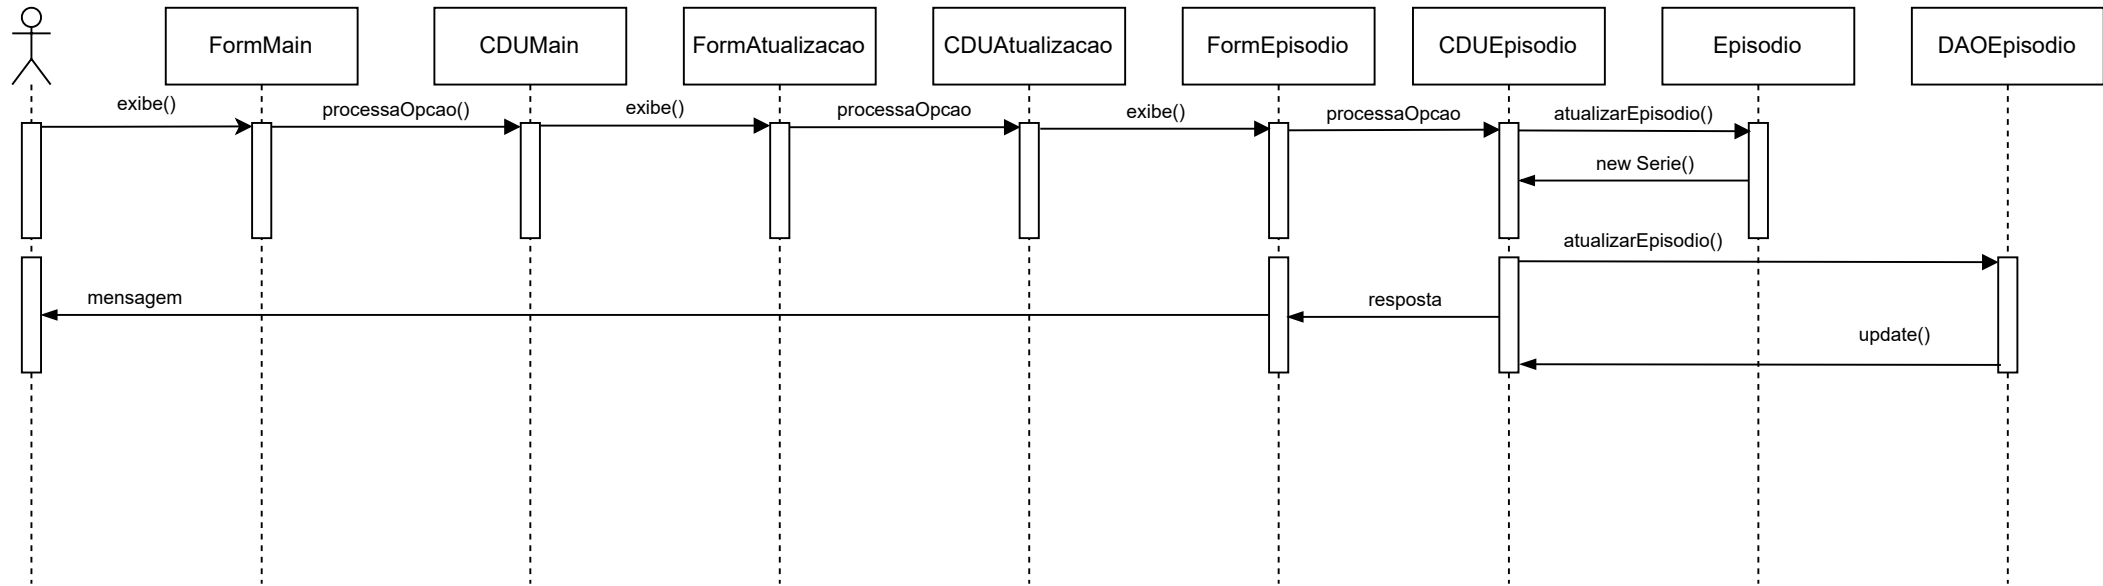 FormMain
CDUMain
FormAtualizacao
CDUAtualizacao
FormEpisodio
CDUEpisodio
Episodio
DAOEpisodio
exibe()
processaOpcao()
exibe()
processaOpcao
exibe()
processaOpcao
atualizarEpisodio()
new Serie()
atualizarEpisodio()
mensagem
resposta
update()